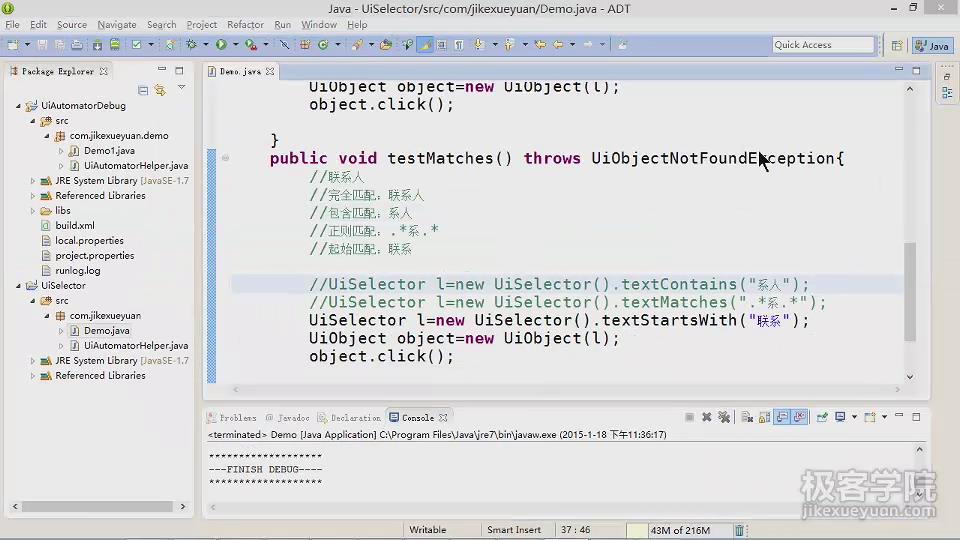 Java - UiSelector/src/com/jikexueyuan/Demo.java - ADT
File Edit Source Navigate Search Project Refactor Run Window Help
Quick Access
Java
Package Explorer
Demo.java
UiAutomatorDebug
src
com.jikexueyuan.demo
Demo1.java
UiAutomatorHelper.java
JRE System Library [JavaSE-1.7
Referenced Libraries
libs
build.xml
local.properties
project.properties
runlog.log
UiSelector
src
com.jikexueyuan
Demo.java
UiAutomatorHelper.java
JRE System Library [JavaSE-1.7
Referenced Libraries
UiObject object=new UiObject(l);
object.click();
}
public void testMatches() throws UiObjectNotFoundException{
//联系人
//完全匹配：联系人
//包含匹配：系人
//正则匹配：.*系.*
//起始匹配：联系
//UiSelector l=new UiSelector().textContains("系人");
//UiSelector l=new UiSelector().textMatches(".*系.*");
UiSelector l=new UiSelector().textStartsWith("联系");
UiObject object=new UiObject(l);
object.click();
Problems @ Javadoc Declaration Console
<terminated> Demo [Java Application] C:\Program Files\Java\jre7\bin\javaw.exe (2015-1-18 下午11:36:17)
*******************
---FINISH DEBUG----
*******************
极客学院
jikexueyuan.com
Writable Smart Insert 37 : 46 43M of 216M